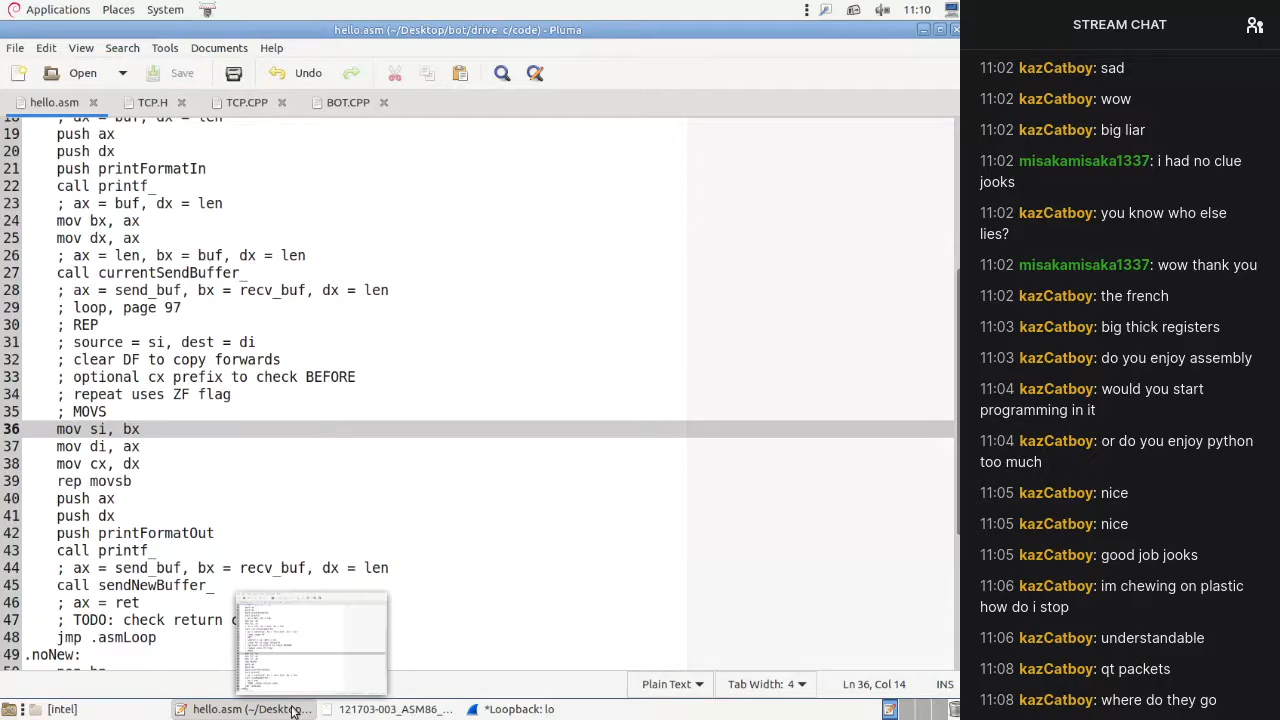 Applications Places System 11:10
hello.asm (~/Desktop/bot/drive_c/code) - Pluma
File Edit View Search Tools Documents Help
Open Save Undo
hello.asm TCP.H TCP.CPP BOT.CPP
18 ; ax = buf, dx = len
19 push ax
20 push dx
21 push printFormatIn
22 call printf_
23 ; ax = buf, dx = len
24 mov bx, ax
25 mov dx, ax
26 ; ax = len, bx = buf, dx = len
27 call currentSendBuffer_
28 ; ax = send_buf, bx = recv_buf, dx = len
29 ; loop, page 97
30 ; REP
31 ; source = si, dest = di
32 ; clear DF to copy forwards
33 ; optional cx prefix to check BEFORE
34 ; repeat uses ZF flag
35 ; MOVS
36 mov si, bx
37 mov di, ax
38 mov cx, dx
39 rep movsb
40 push ax
41 push dx
42 push printFormatOut
43 call printf_
44 ; ax = send_buf, bx = recv_buf, dx = len
45 call sendNewBuffer_
46 ; ax = ret
47 ; TODO: check return
48 jmp .asmLoop
49 .noNew:
Plain Text Tab Width: 4 Ln 36, Col 14 INS
[intel] hello.asm (~/Deskto... 121703-003_ASM86_... *Loopback: lo
STREAM CHAT
11:02 kazCatboy: sad
11:02 kazCatboy: wow
11:02 kazCatboy: big liar
11:02 misakamisaka1337: i had no clue
jooks
11:02 kazCatboy: you know who else
lies?
11:02 misakamisaka1337: wow thank you
11:02 kazCatboy: the french
11:03 kazCatboy: big thick registers
11:03 kazCatboy: do you enjoy assembly
11:04 kazCatboy: would you start
programming in it
11:04 kazCatboy: or do you enjoy python
too much
11:05 kazCatboy: nice
11:05 kazCatboy: nice
11:05 kazCatboy: good job jooks
11:06 kazCatboy: im chewing on plastic
how do i stop
11:06 kazCatboy: understandable
11:08 kazCatboy: qt packets
11:08 kazCatboy: where do they go